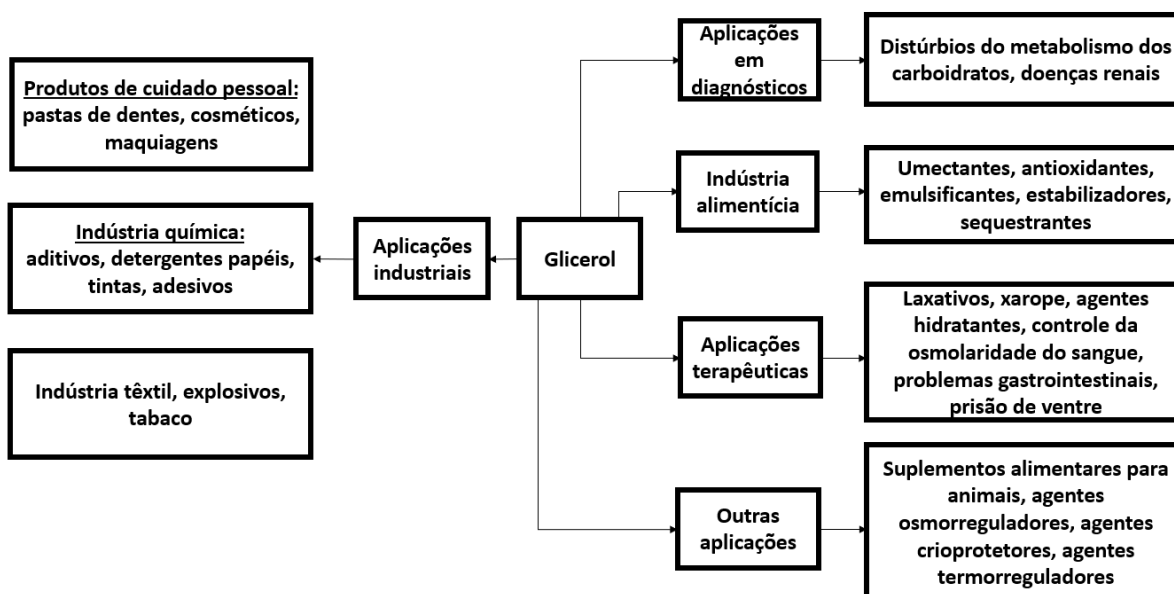 Produtos de cuidado pessoal:
pastas de dentes, cosméticos,
maquiagens
Indústria química:
aditivos, detergentes papéis,
tintas, adesivos
Indústria têxtil, explosivos,
tabaco
Aplicações
industriais
Glicerol
Aplicações
em
diagnósticos
Distúrbios do metabolismo dos
carboidratos, doenças renais
Indústria
alimentícia
Umectantes, antioxidantes,
emulsificantes, estabilizadores,
sequestrantes
Aplicações
terapêuticas
Laxativos, xarope, agentes
hidratantes, controle da
osmolaridade do sangue,
problemas gastrointestinais,
prisão de ventre
Outras
aplicações
Suplementos alimentares para
animais, agentes
osmorreguladores, agentes
crioprotetores, agentes
termorreguladores